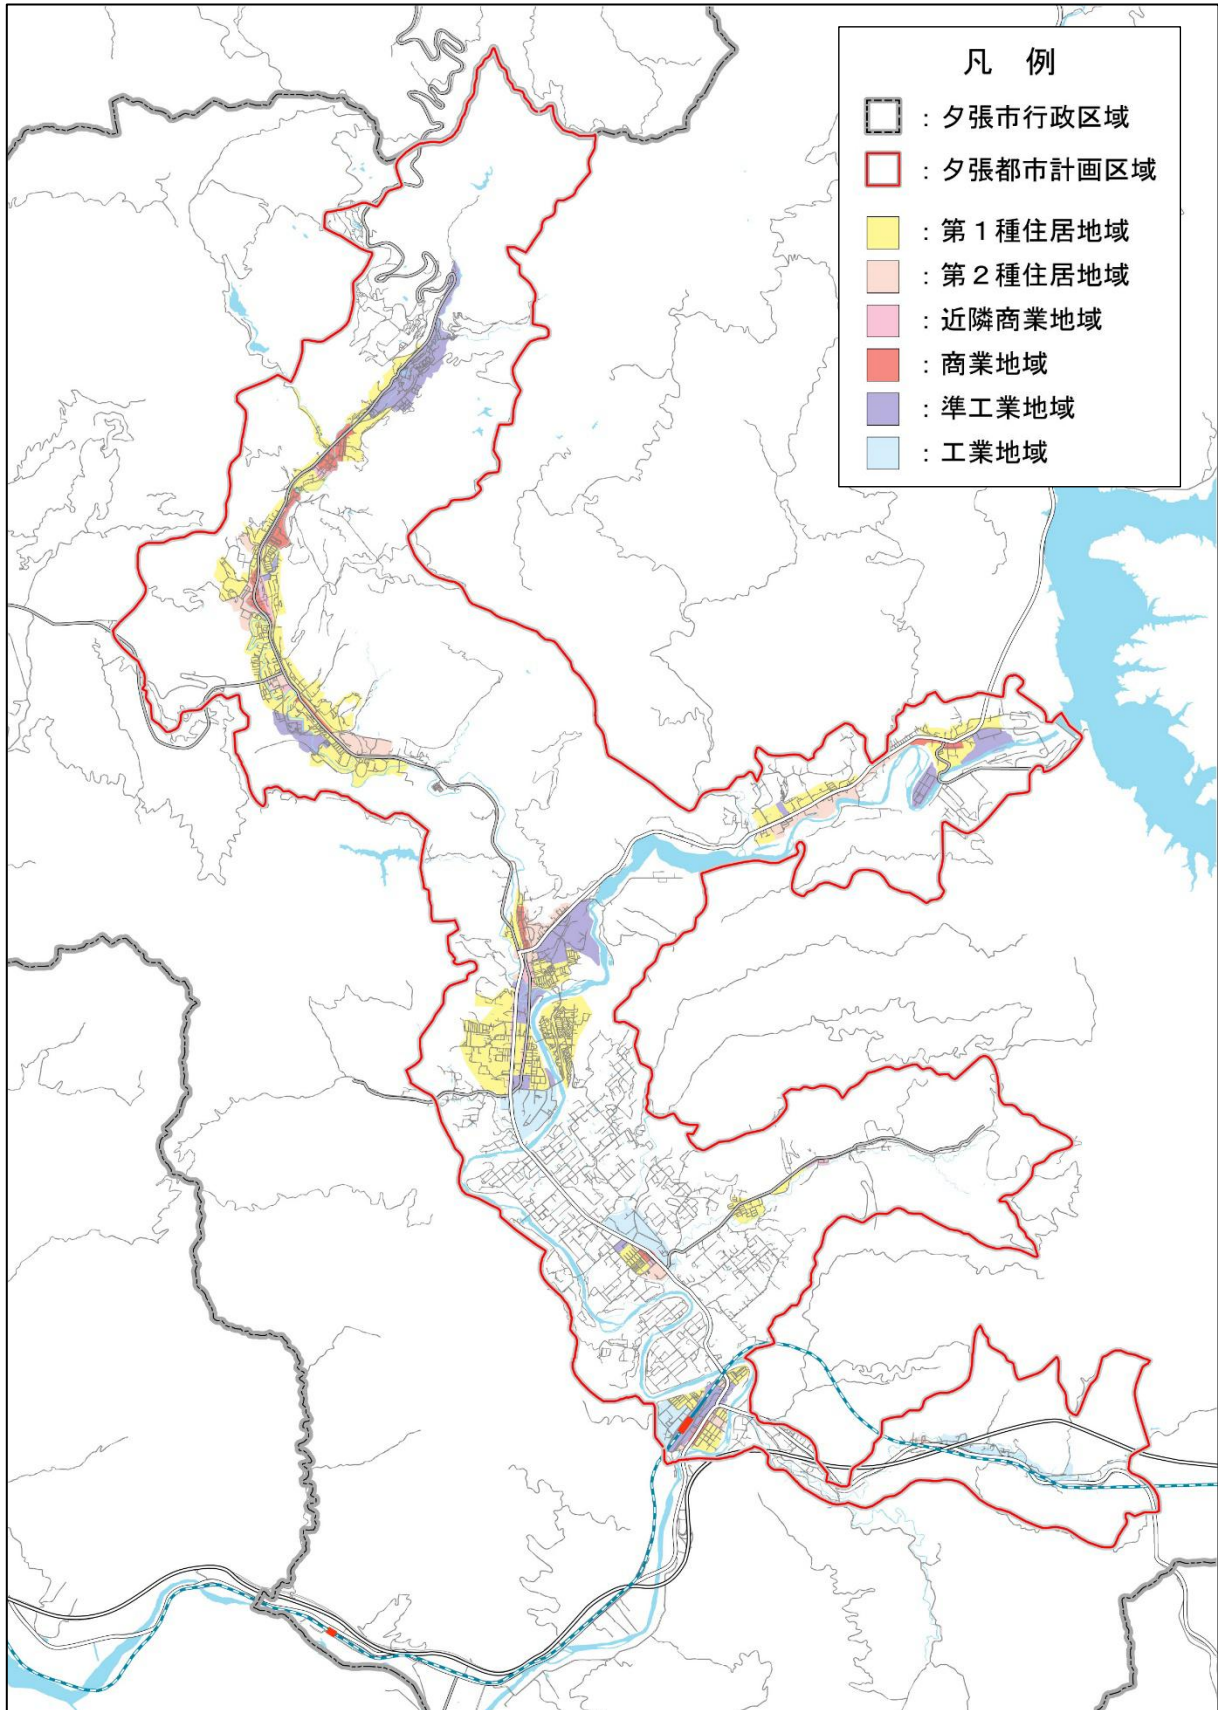 凡　例
：夕張市行政区域
：夕張都市計画区域
：第１種住居地域
：第２種住居地域
：近隣商業地域
：商業地域
：準工業地域
：工業地域